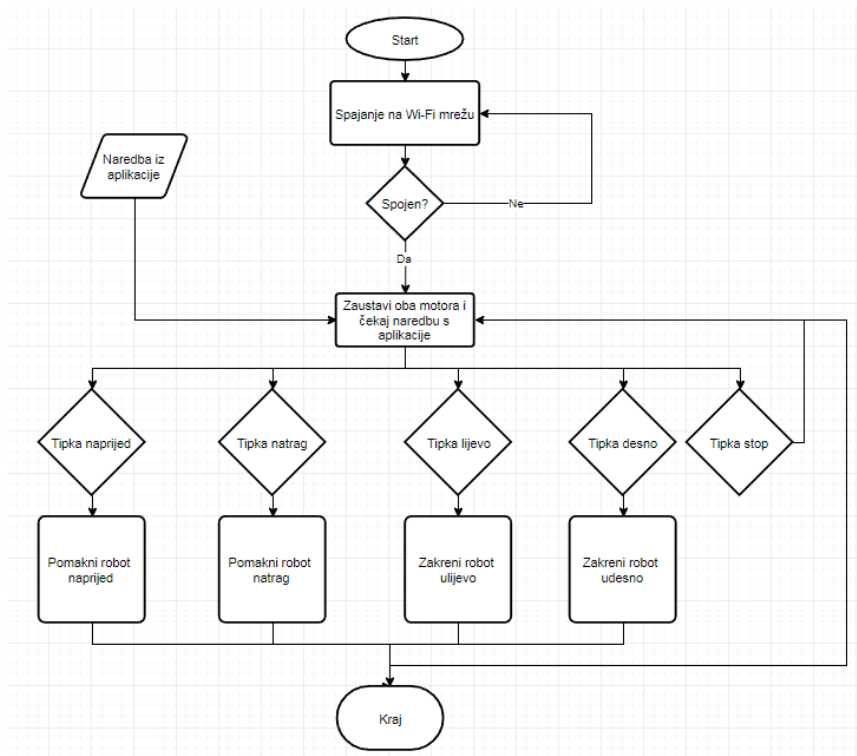 Start
Spajanje na Wi-Fi mrežu
Naredba iz
aplikacije
Spojen?
Ne
Da
Zaustavi oba motora i
čekaj naredbu s
aplikacije
Tipka naprijed
Tipka natrag
Tipka lijevo
Tipka desno
Tipka stop
Pomakni robot
naprijed
Pomakni robot
natrag
Zakreni robot
ulijevo
Zakreni robot
udesno
Kraj